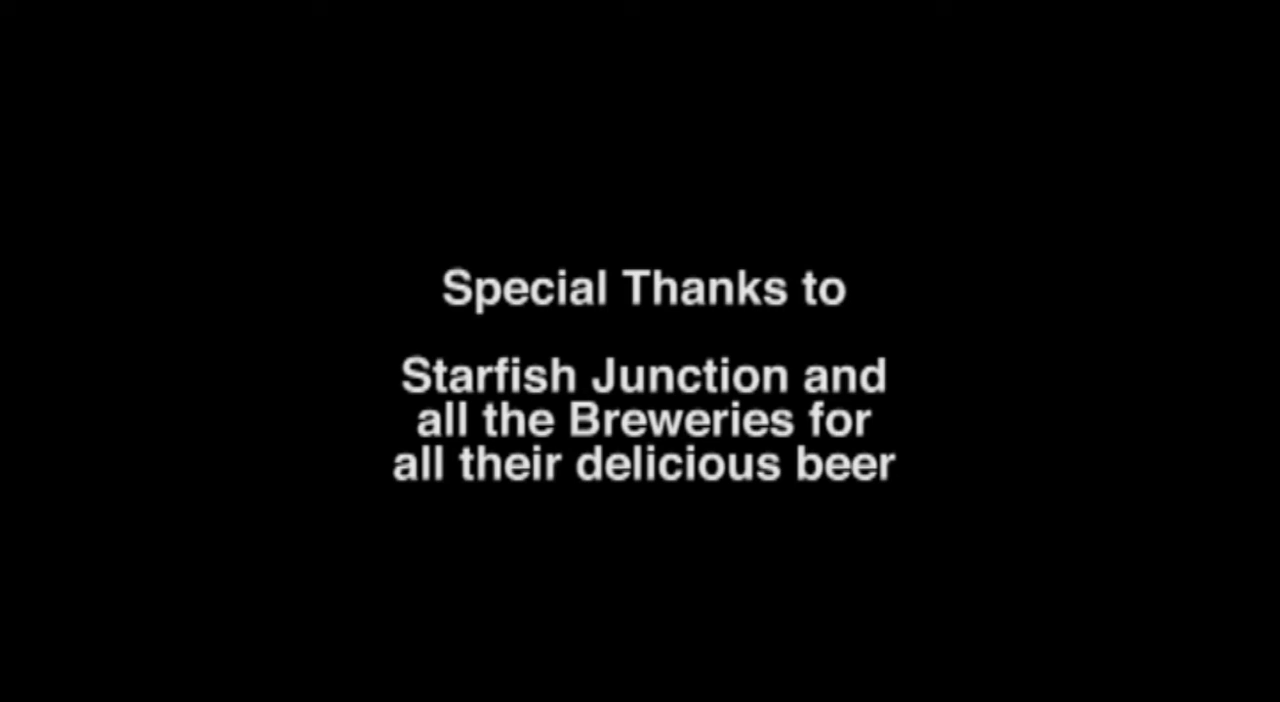 Special Thanks to
Starfish Junction and
all the Breweries for
all their delicious beer